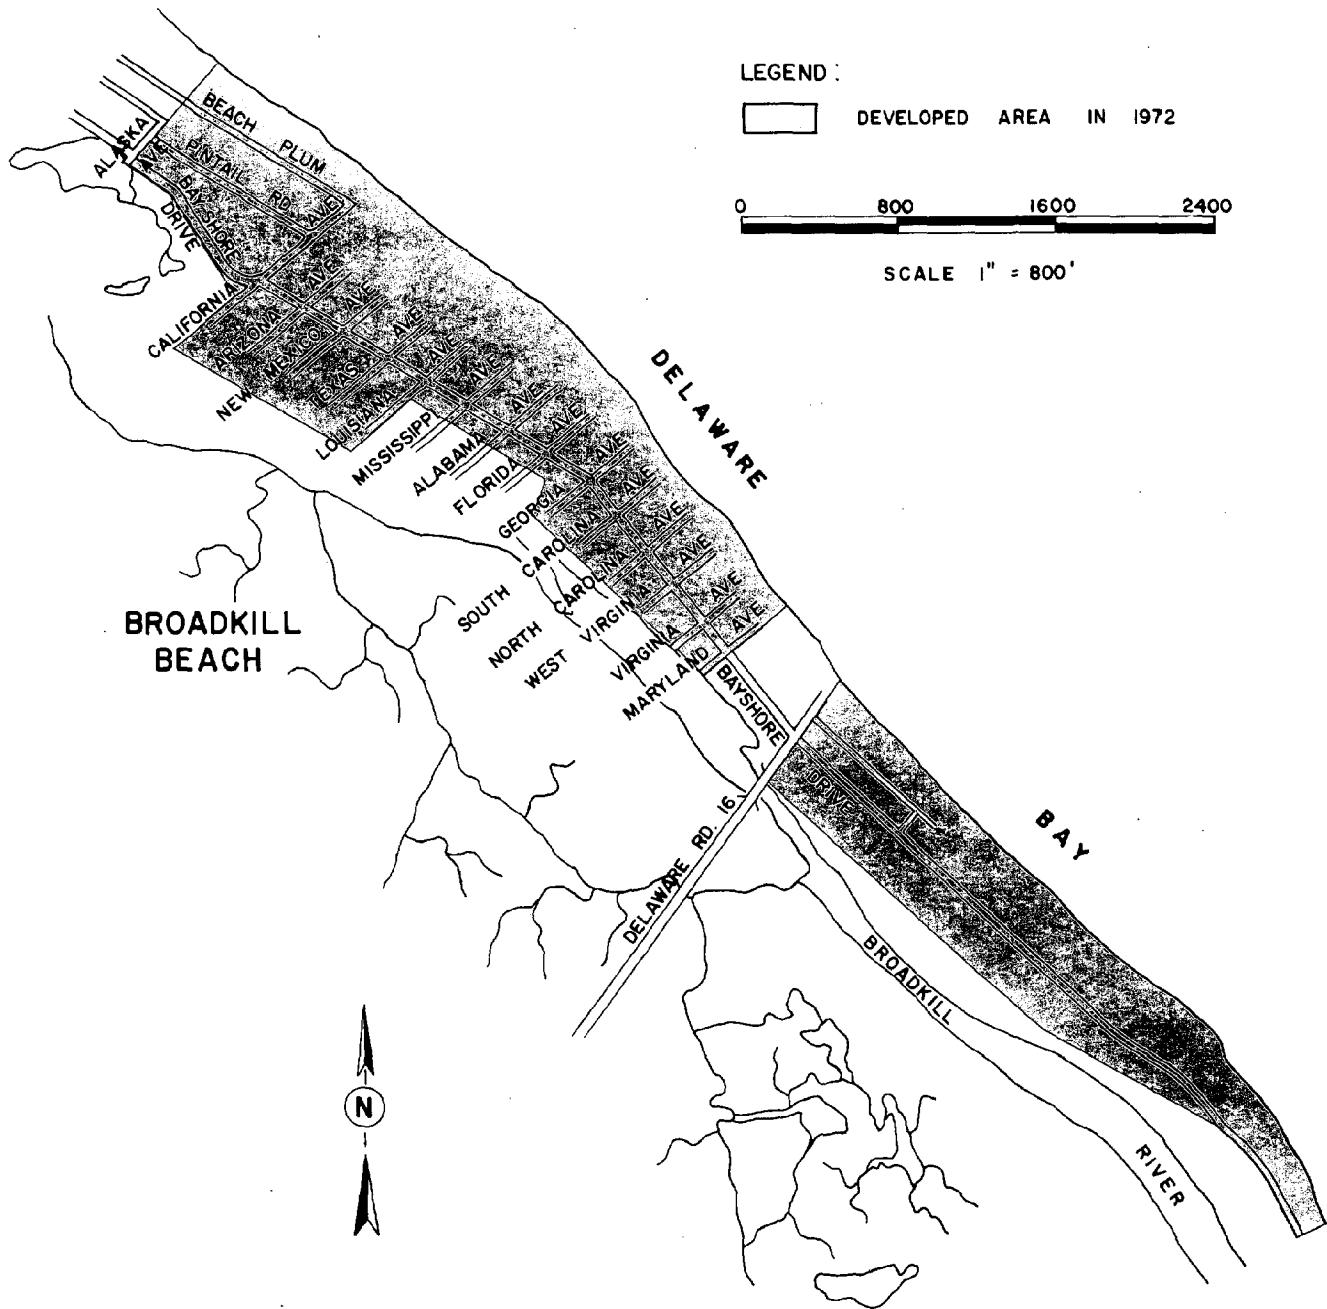 LEGEND:
DEVELOPED AREA IN 1972
0 800 1600 2400
SCALE 1" = 800'
BEACH PLUM AVE
ALASKA AVE
PINTAIL RD.
BAY SHORE DRIVE
CALIFORNIA
ARIZONA AVE
NEW MEXICO AVE
TEXAS AVE
LOUISIANA AVE
MISSISSIPPI AVE
ALABAMA AVE
FLORIDA AVE
GEORGIA AVE
SOUTH CAROLINA AVE
NORTH CAROLINA AVE
WEST VIRGINIA AVE
VIRGINIA AVE
MARYLAND AVE
DELAWARE
BAY
BROADKILL
BEACH
BAYSHORE
DRIVE
DELAWARE RD. 16
BROADKILL
RIVER
N